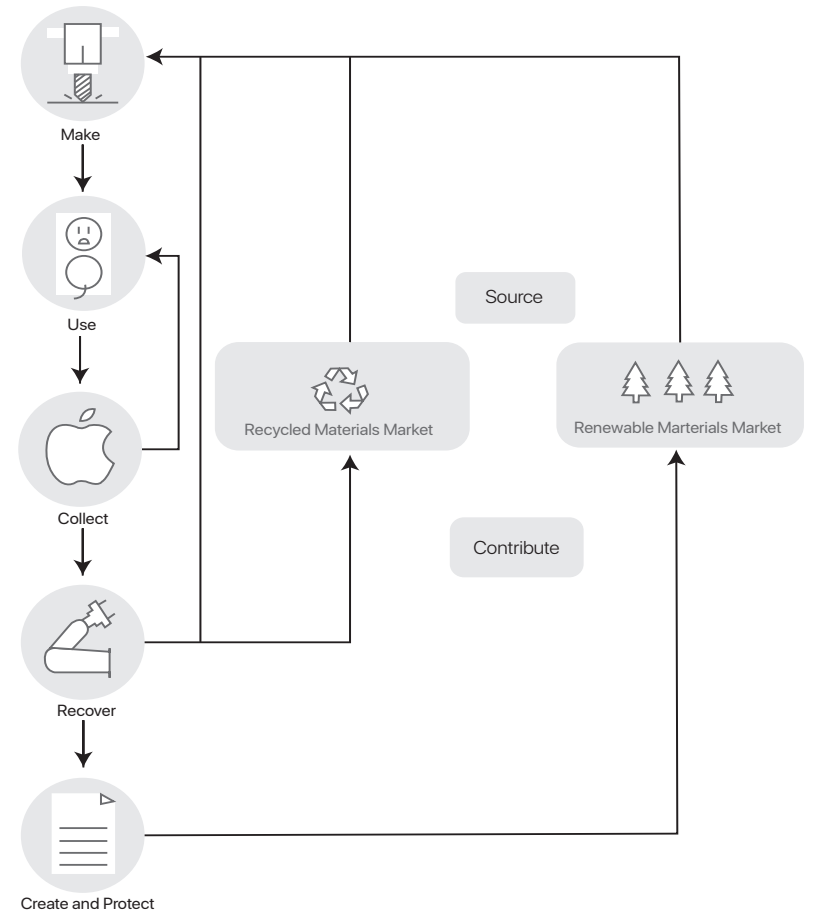 Make
Use
Source
Recycled Materials Market
Renewable Marterials Market
Collect
Contribute
Recover
Create and Protect